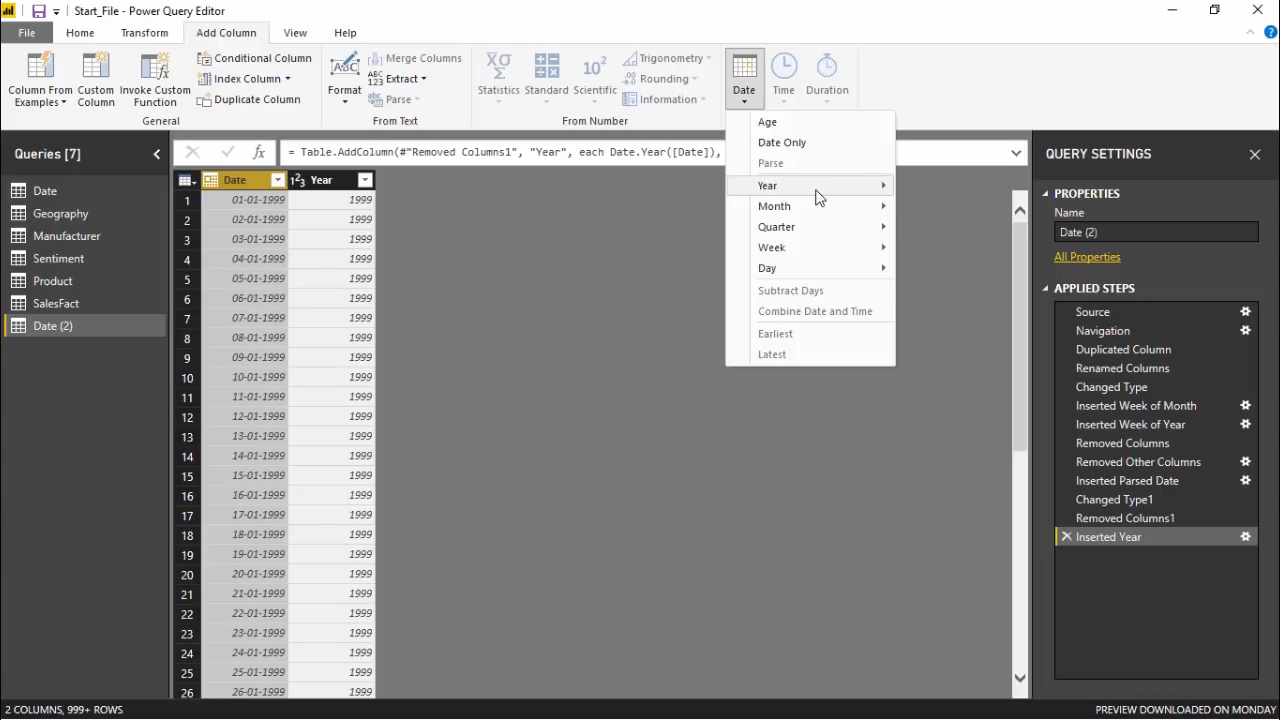 Start_File - Power Query Editor
File Home Transform Add Column View Help
Column From Examples
Custom Column
Invoke Custom Function
Conditional Column
Index Column
Duplicate Column
General
Format
ABC
Merge Columns
ABC 123 Extract
abc Parse
From Text
Statistics
Standard
10² Scientific
Trigonometry
Rounding
Information
From Number
Date
Time
Duration
Age
Date Only
Parse
Year
Month
Quarter
Week
Day
Subtract Days
Combine Date and Time
Earliest
Latest
Queries [7]
Date
Geography
Manufacturer
Sentiment
Product
SalesFact
Date (2)
fx = Table.AddColumn(#"Removed Columns1", "Year", each Date.Year([Date]),
Date 1²3 Year
1 01-01-1999 1999
2 02-01-1999 1999
3 03-01-1999 1999
4 04-01-1999 1999
5 05-01-1999 1999
6 06-01-1999 1999
7 07-01-1999 1999
8 08-01-1999 1999
9 09-01-1999 1999
10 10-01-1999 1999
11 11-01-1999 1999
12 12-01-1999 1999
13 13-01-1999 1999
14 14-01-1999 1999
15 15-01-1999 1999
16 16-01-1999 1999
17 17-01-1999 1999
18 18-01-1999 1999
19 19-01-1999 1999
20 20-01-1999 1999
21 21-01-1999 1999
22 22-01-1999 1999
23 23-01-1999 1999
24 24-01-1999 1999
25 25-01-1999 1999
26 26-01-1999 1999
QUERY SETTINGS
PROPERTIES
Name
Date (2)
All Properties
APPLIED STEPS
Source
Navigation
Duplicated Column
Renamed Columns
Changed Type
Inserted Week of Month
Inserted Week of Year
Removed Columns
Removed Other Columns
Inserted Parsed Date
Changed Type1
Removed Columns1
Inserted Year
2 COLUMNS, 999+ ROWS
PREVIEW DOWNLOADED ON MONDAY